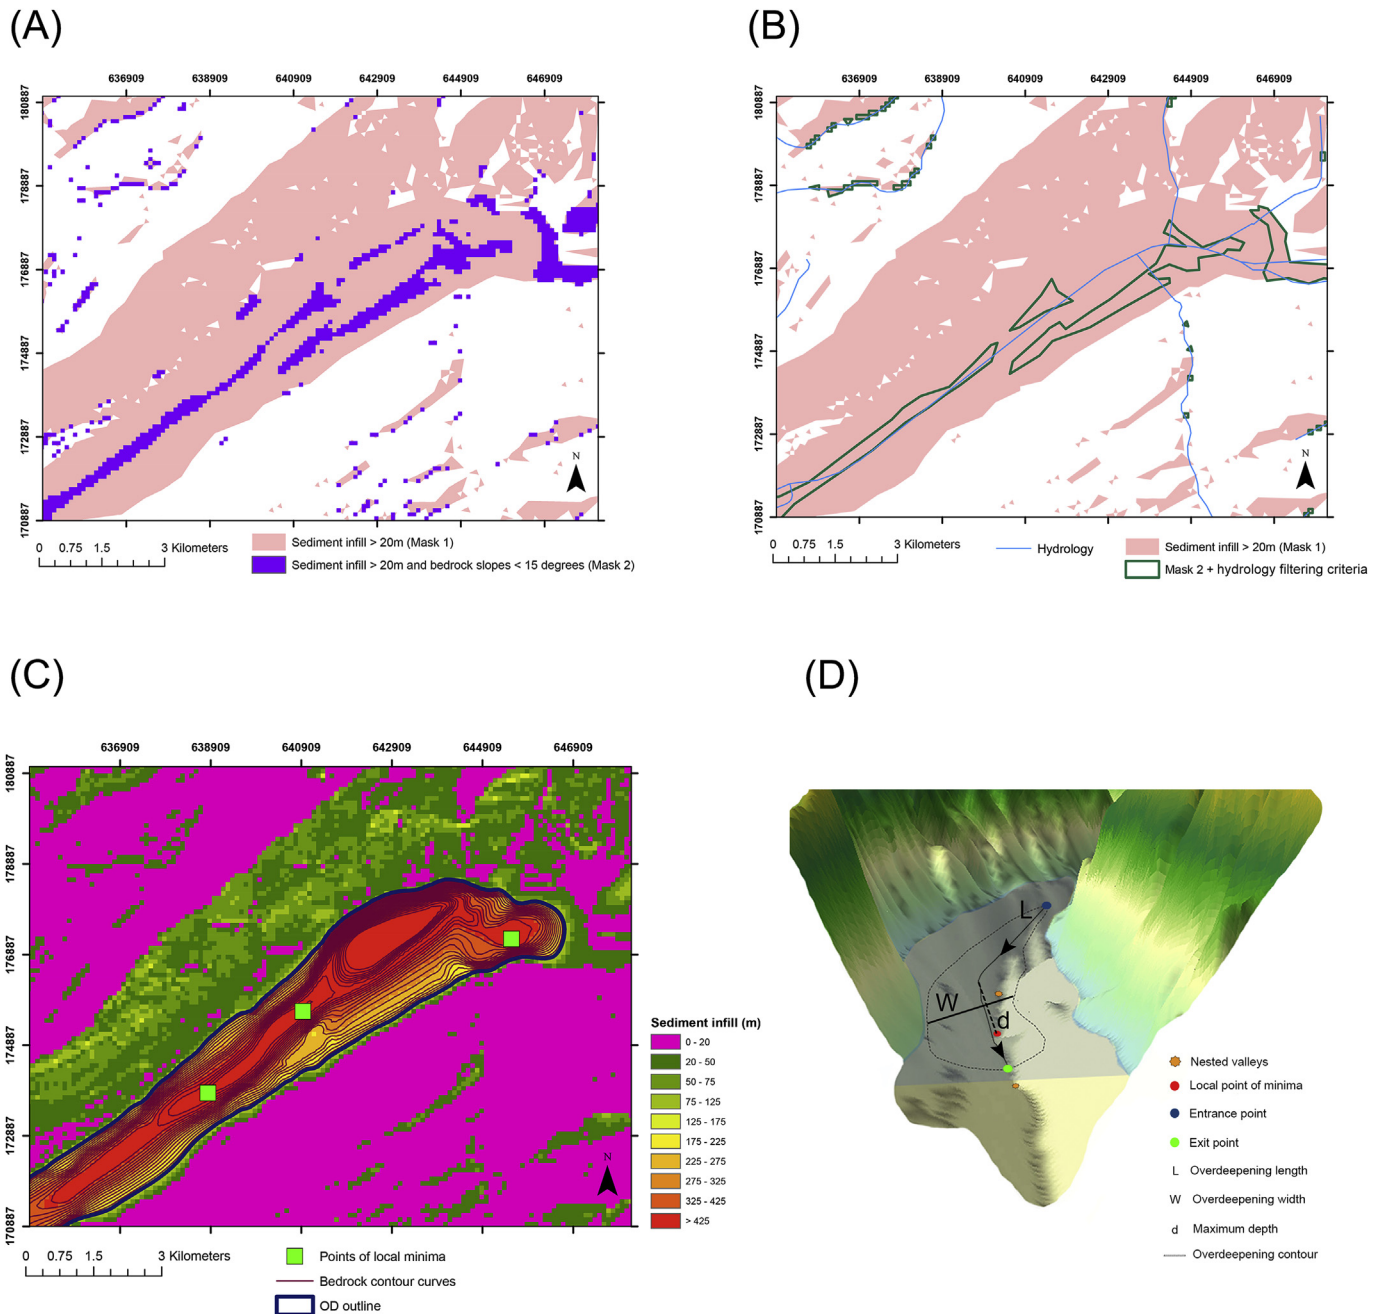 (A)
636909 638909 640909 642909 644909 646909
180887
178887
176887
174887
172887
170887
N
0 0.75 1.5 3 Kilometers
Sediment infill > 20m (Mask 1)
Sediment infill > 20m and bedrock slopes < 15 degrees (Mask 2)
(B)
636909 638909 640909 642909 644909 646909
180887
178887
176887
174887
172887
170887
N
0 0.75 1.5 3 Kilometers
Hydrology
Sediment infill > 20m (Mask 1)
Mask 2 + hydrology filtering criteria
(C)
636909 638909 640909 642909 644909 646909
180887
178887
176887
174887
172887
170887
N
Sediment infill (m)
0 - 20
20 - 50
50 - 75
75 - 125
125 - 175
175 - 225
225 - 275
275 - 325
325 - 425
> 425
0 0.75 1.5 3 Kilometers
Points of local minima
Bedrock contour curves
OD outline
(D)
L
W
d
Nested valleys
Local point of minima
Entrance point
Exit point
L Overdeepening length
W Overdeepening width
d Maximum depth
Overdeepening contour